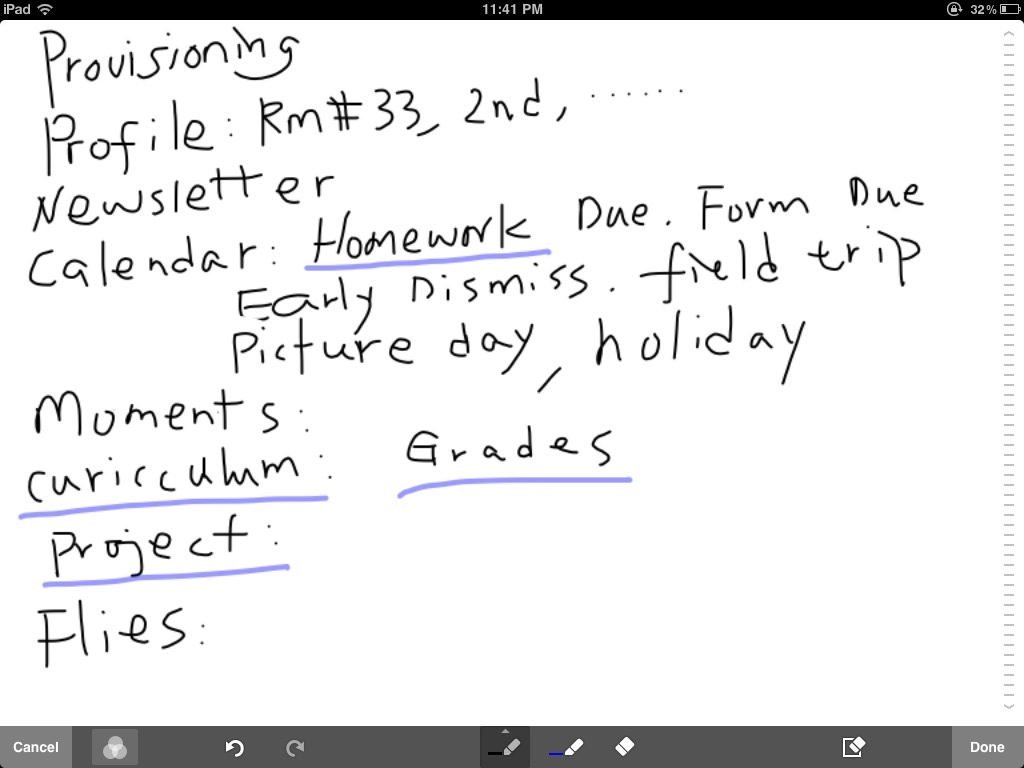 iPad 11:41 PM 32%
Provisioning
Profile: Rm#33, 2nd, ......
Newsletter
Calendar: Homework Due. Form Due
Early Dismiss. field trip
Picture day, holiday
Moments:
curicculum: Grades
Project:
Flies:
Cancel Done